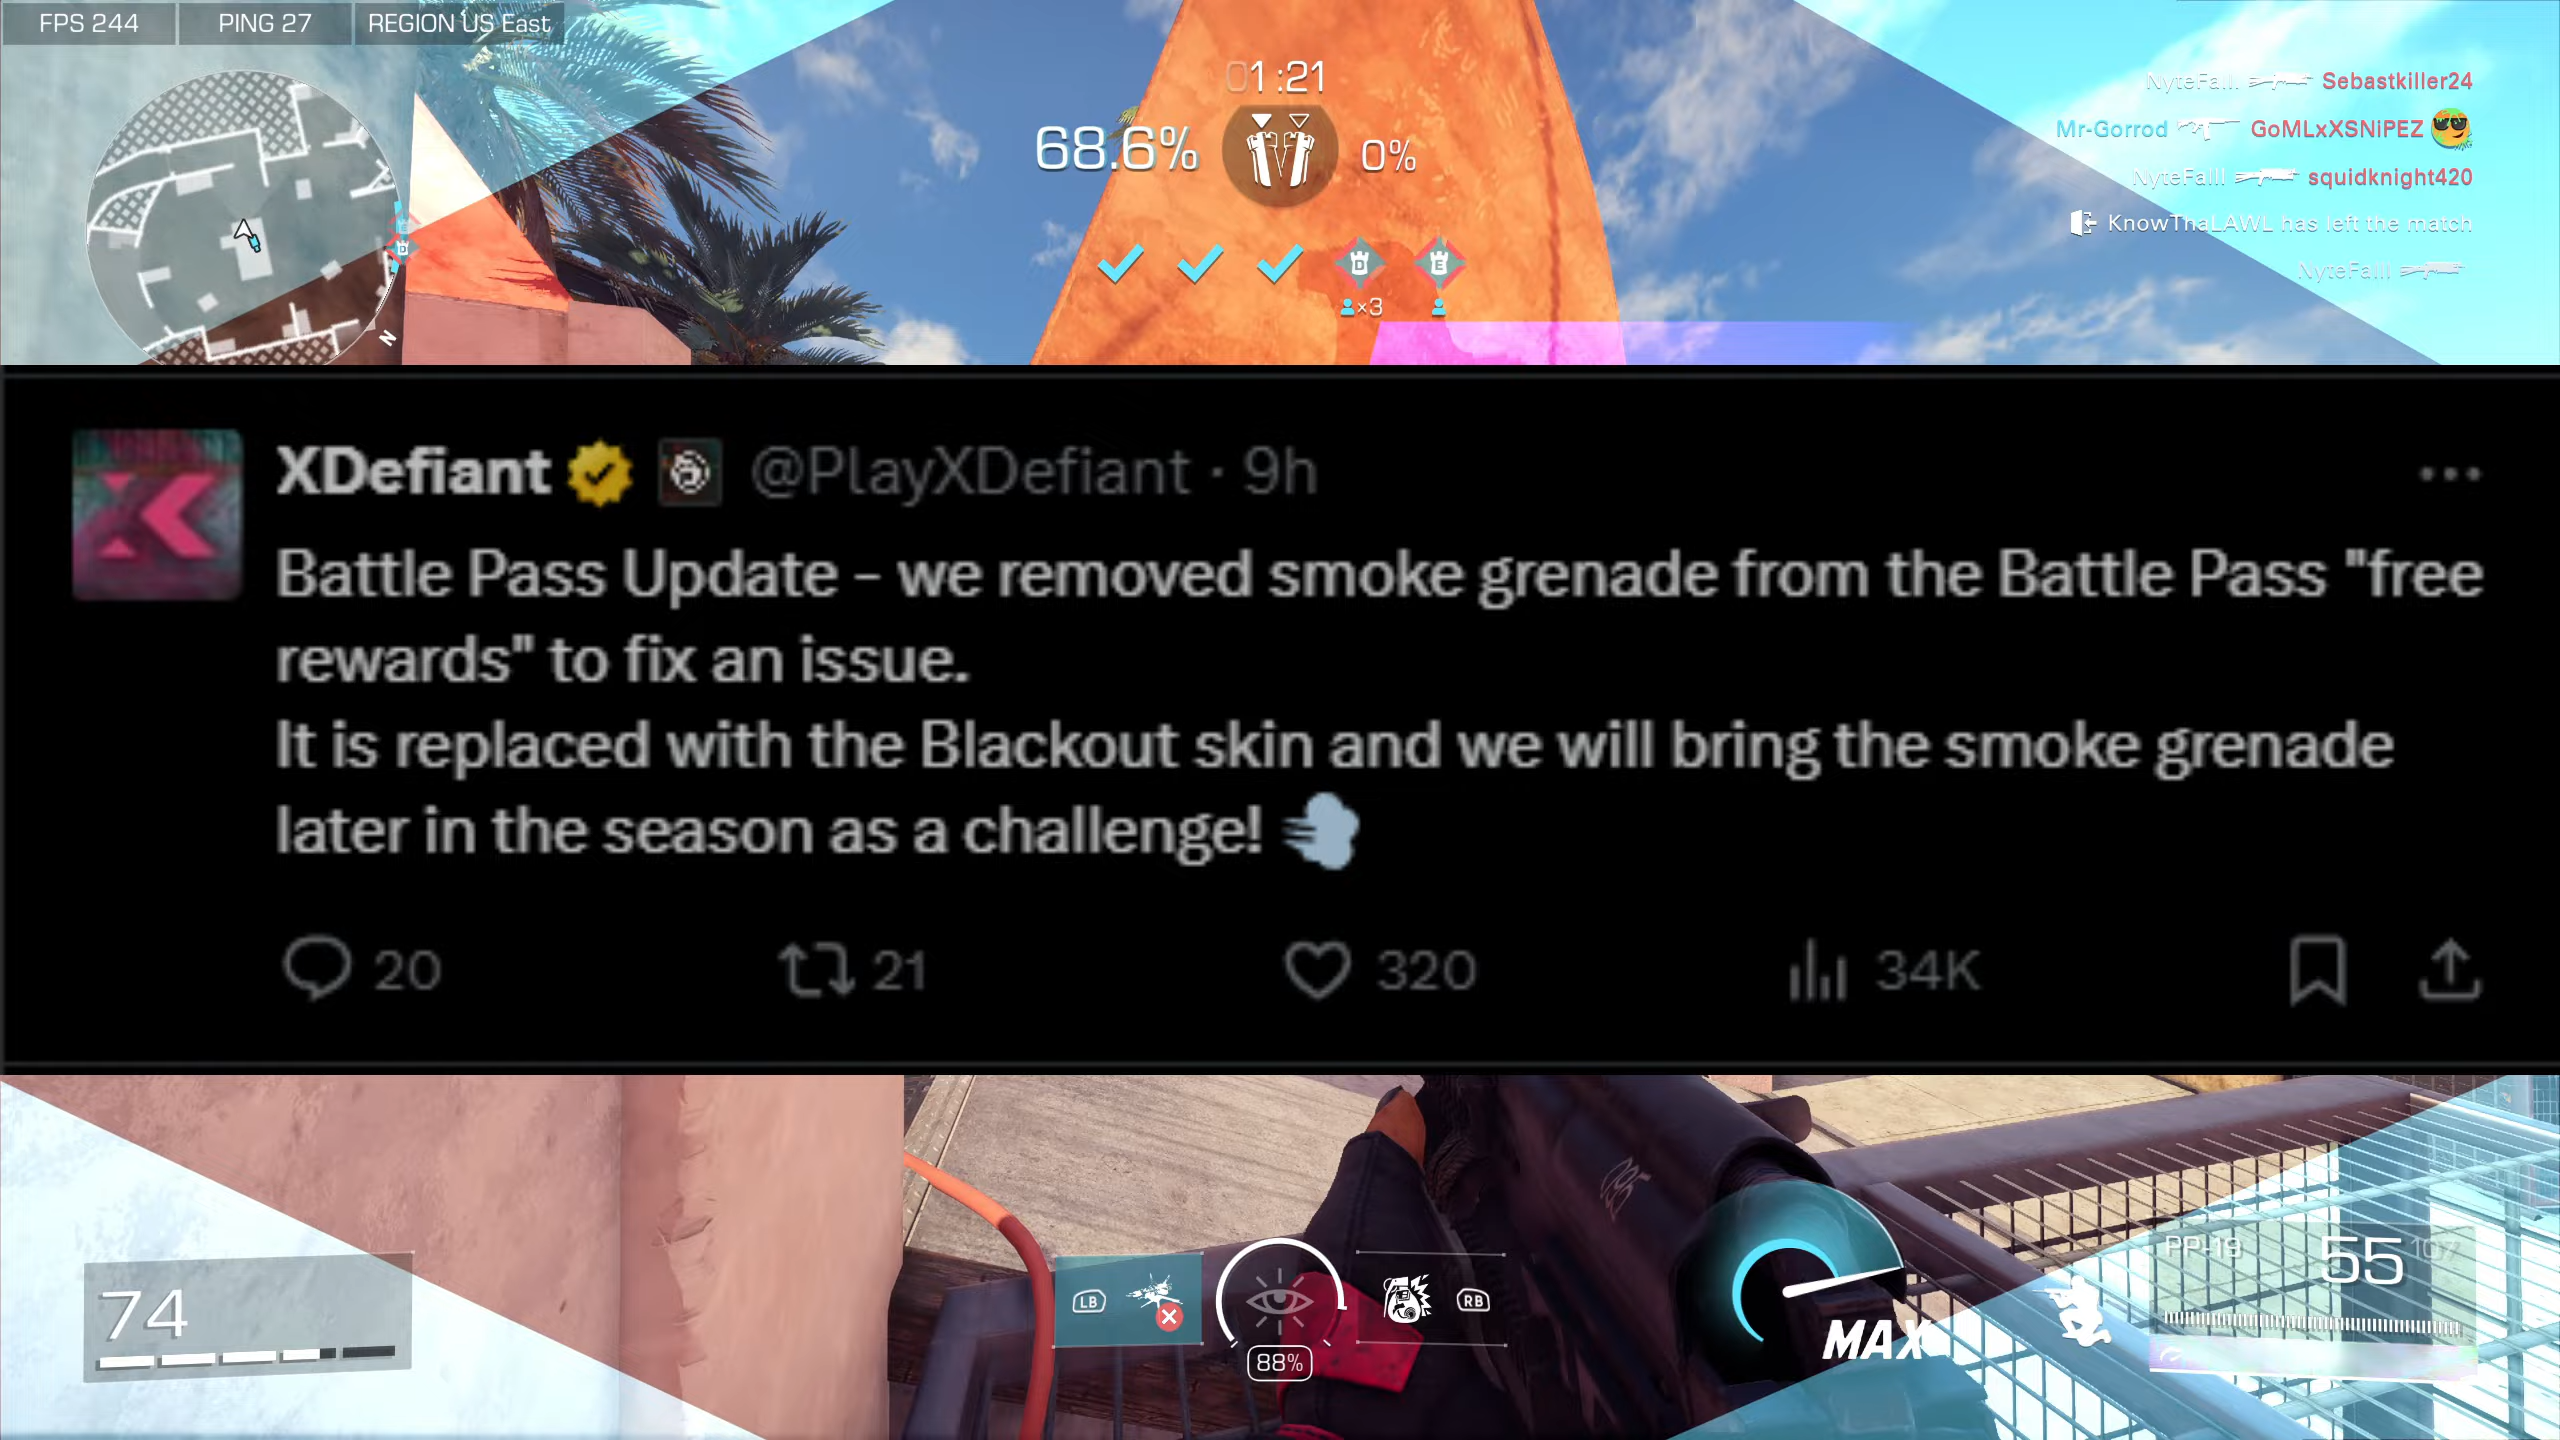 FPS 244 PING 27 REGION US East
01:21
68.6% 0%
D E
×3
N
NyteFalll Sebastkiller24
Mr-Gorrod GoMLxXSNiPEZ
NyteFalll squidknight420
KnowThaLAWL has left the match
NyteFalll
XDefiant @PlayXDefiant · 9h
Battle Pass Update - we removed smoke grenade from the Battle Pass "free
rewards" to fix an issue.
It is replaced with the Blackout skin and we will bring the smoke grenade
later in the season as a challenge!
20 21 320 34K
74
LB RB
88%
MAX
PP-19 55 107